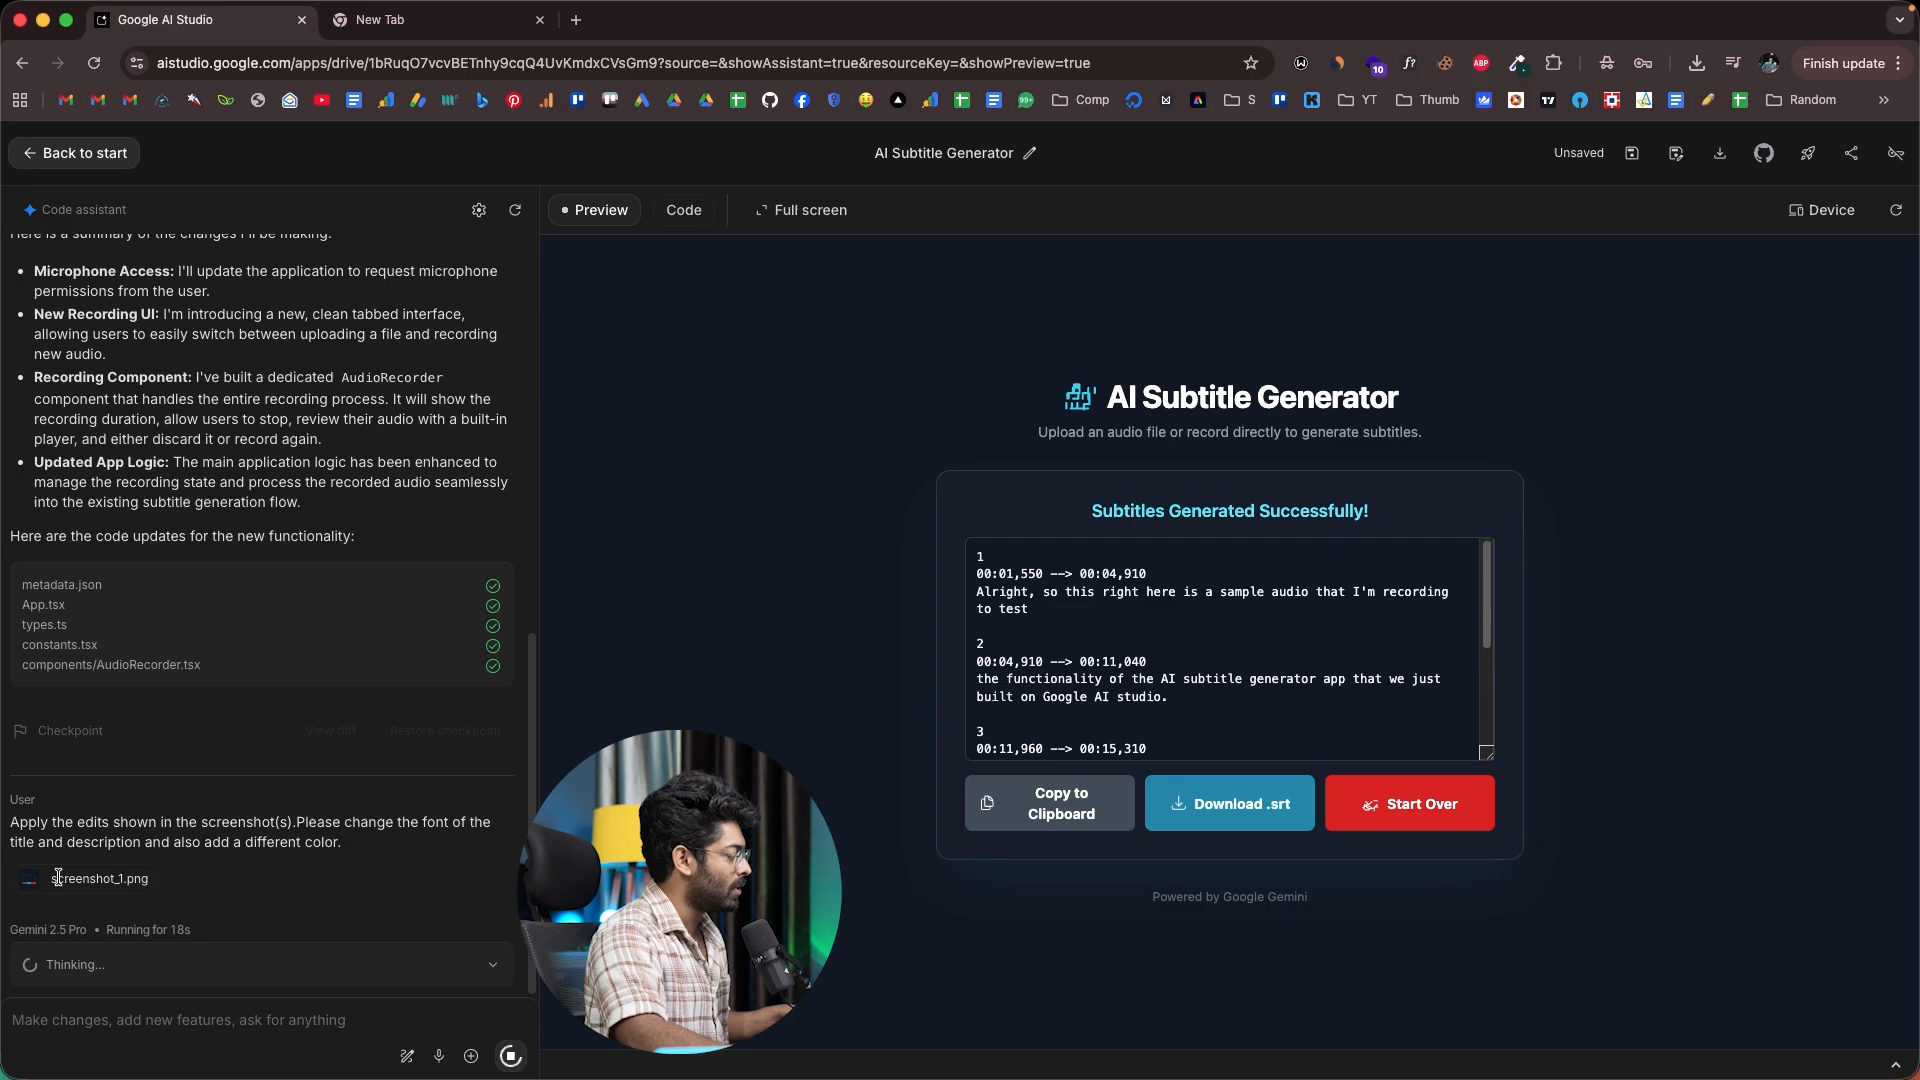 Google AI Studio
New Tab
aistudio.google.com/apps/drive/1bRuqO7vcvBETnhy9cqQ4UvKmdxCVsGm9?source=&showAssistant=true&resourceKey=&showPreview=true
10
f?
ABP
Finish update
99+
Comp
S
YT
Thumb
Random
Back to start
AI Subtitle Generator
Unsaved
Code assistant
Preview
Code
Full screen
Device
Here is a summary of the changes I'll be making:
• Microphone Access: I'll update the application to request microphone
permissions from the user.
• New Recording UI: I'm introducing a new, clean tabbed interface,
allowing users to easily switch between uploading a file and recording
new audio.
• Recording Component: I've built a dedicated AudioRecorder
component that handles the entire recording process. It will show the
recording duration, allow users to stop, review their audio with a built-in
player, and either discard it or record again.
• Updated App Logic: The main application logic has been enhanced to
manage the recording state and process the recorded audio seamlessly
into the existing subtitle generation flow.
Here are the code updates for the new functionality:
metadata.json
App.tsx
types.ts
constants.tsx
components/AudioRecorder.tsx
Checkpoint
View diff
Restore checkpoint
User
Apply the edits shown in the screenshot(s).Please change the font of the
title and description and also add a different color.
screenshot_1.png
Gemini 2.5 Pro • Running for 18s
Thinking...
Make changes, add new features, ask for anything
AI Subtitle Generator
Upload an audio file or record directly to generate subtitles.
Subtitles Generated Successfully!
1
00:01,550 --> 00:04,910
Alright, so this right here is a sample audio that I'm recording
to test
2
00:04,910 --> 00:11,040
the functionality of the AI subtitle generator app that we just
built on Google AI studio.
3
00:11,960 --> 00:15,310
Copy to
Clipboard
Download .srt
Start Over
Powered by Google Gemini